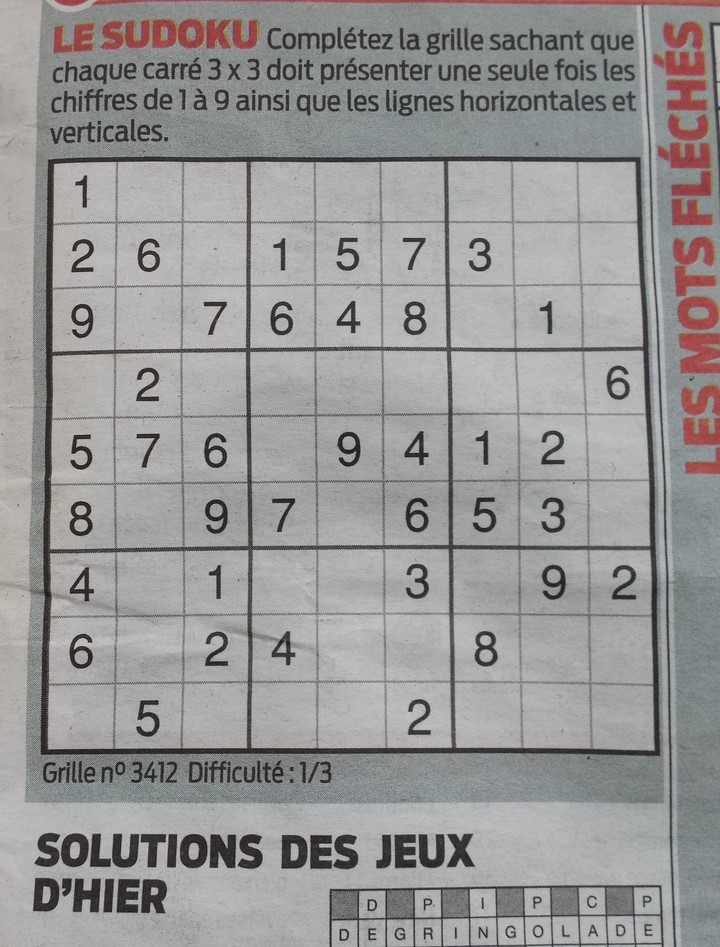 LE SUDOKU Complétez la grille sachant que
chaque carré 3 x 3 doit présenter une seule fois les
chiffres de 1 à 9 ainsi que les lignes horizontales et
verticales.
1
2 6 1 5 7 3
9 7 6 4 8 1
2 6
5 7 6 9 4 1 2
8 9 7 6 5 3
4 1 3 9 2
6 2 4 8
5 2
Grille nº 3412 Difficulté : 1/3
LES MOTS FLÉCHÉS
SOLUTIONS DES JEUX
D'HIER
D P I P C P
D E G R I N G O L A D E